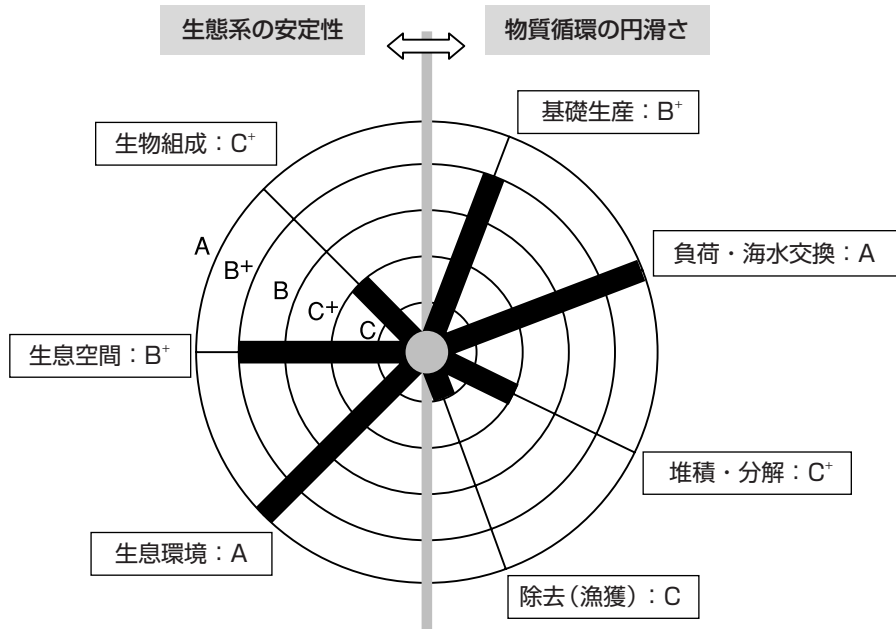 生態系の安定性
物質循環の円滑さ
基礎生産：B⁺
生物組成：C⁺
負荷・海水交換：A
A
B+
B
C+
C
生息空間：B⁺
堆積・分解：C⁺
生息環境：A
除去（漁獲）：C